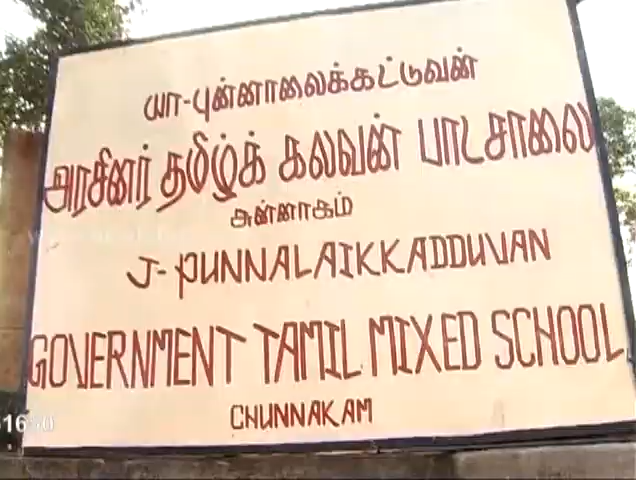 யா-புன்னாலைக்கட்டுவன்
அரசினர் தமிழ்க் கலவன் பாடசாலை
சுன்னாகம்
J-PUNNALAIKKADDUVAN
GOVERNMENT TAMIL MIXED SCHOOL
CHUNNAKAM